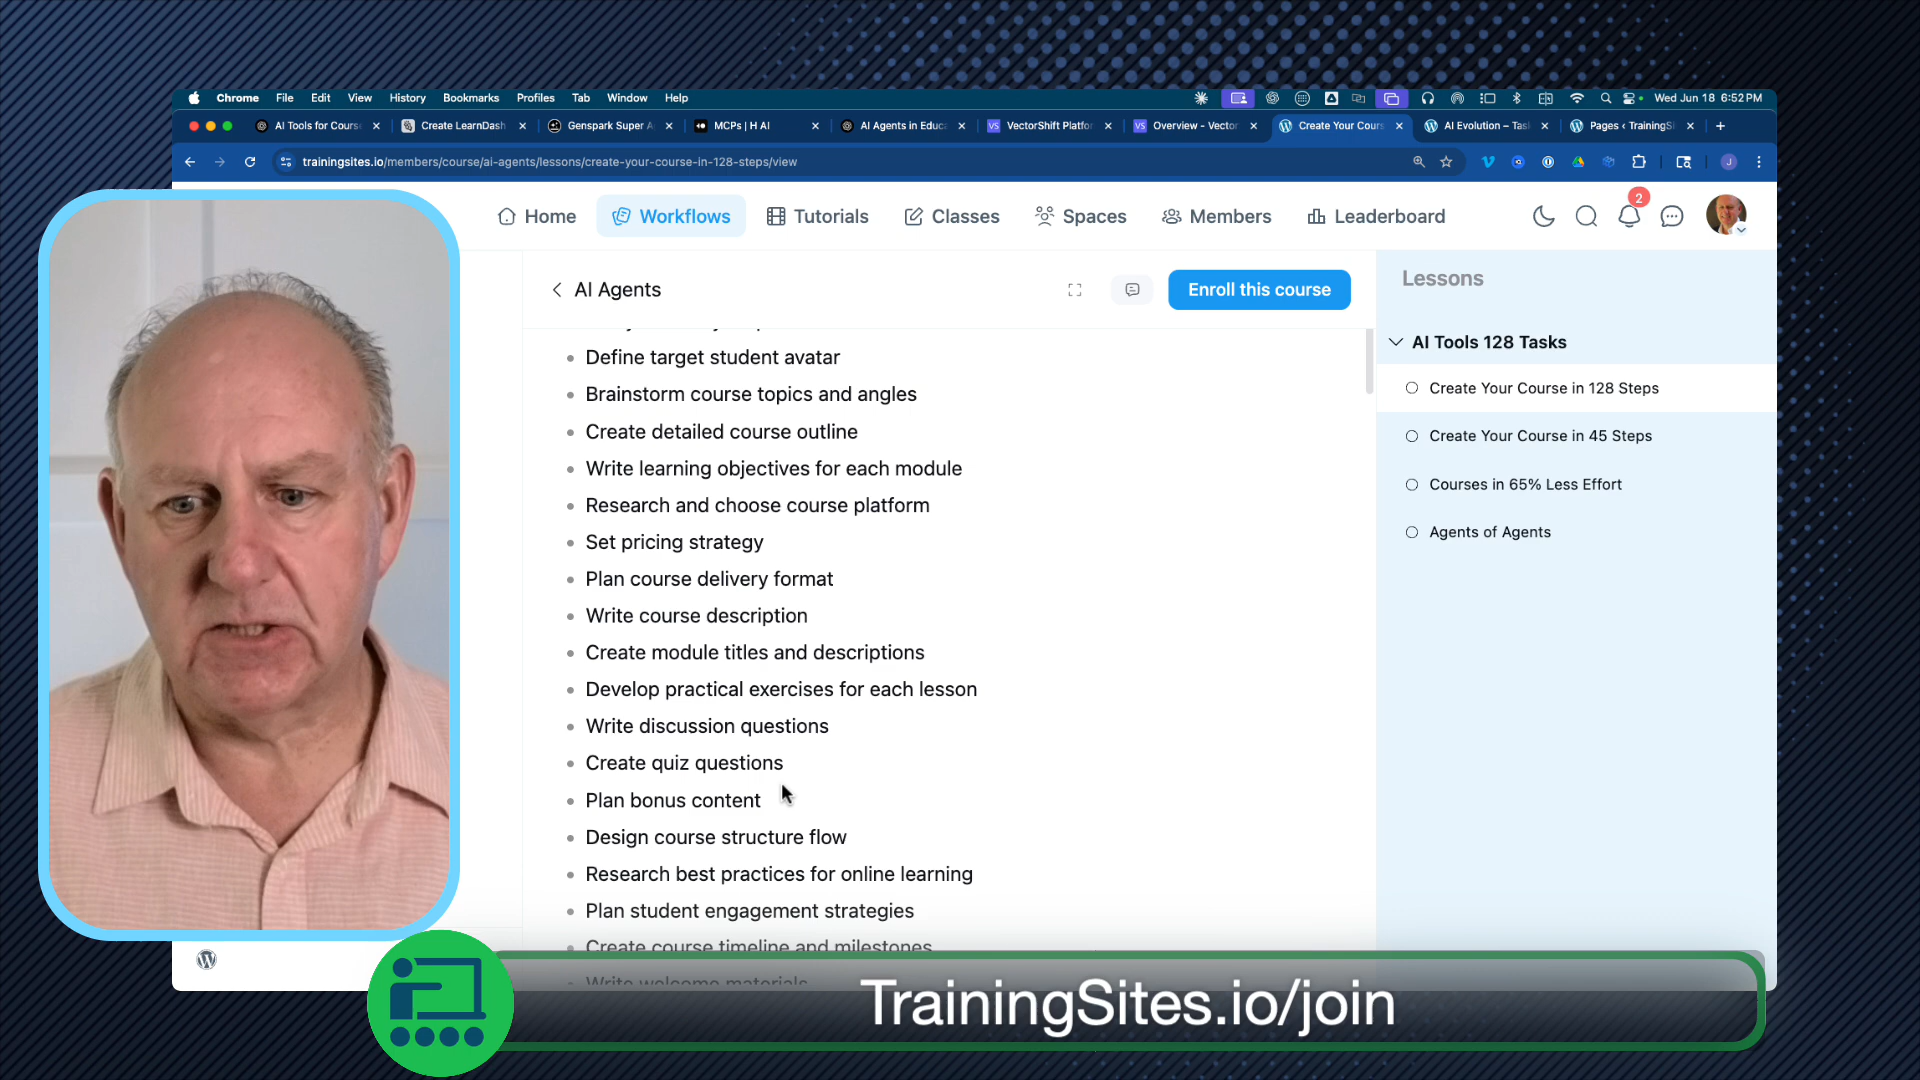 Chrome File Edit View History Bookmarks Profiles Tab Window Help Wed Jun 18 6:52 PM
AI Tools for Cours
Create LearnDash
Genspark Super A
MCPs | H AI
AI Agents in Educa
VectorShift Platfor
Overview - Vector
Create Your Cours
AI Evolution – Tas
Pages ‹ TrainingSi
trainingsites.io/members/course/ai-agents/lessons/create-your-course-in-128-steps/view
J
Home Workflows Tutorials Classes Spaces Members Leaderboard 2
AI Agents
Enroll this course
Define target student avatar
Brainstorm course topics and angles
Create detailed course outline
Write learning objectives for each module
Research and choose course platform
Set pricing strategy
Plan course delivery format
Write course description
Create module titles and descriptions
Develop practical exercises for each lesson
Write discussion questions
Create quiz questions
Plan bonus content
Design course structure flow
Research best practices for online learning
Plan student engagement strategies
Create course timeline and milestones
Write welcome materials
Lessons
AI Tools 128 Tasks
Create Your Course in 128 Steps
Create Your Course in 45 Steps
Courses in 65% Less Effort
Agents of Agents
TrainingSites.io/join